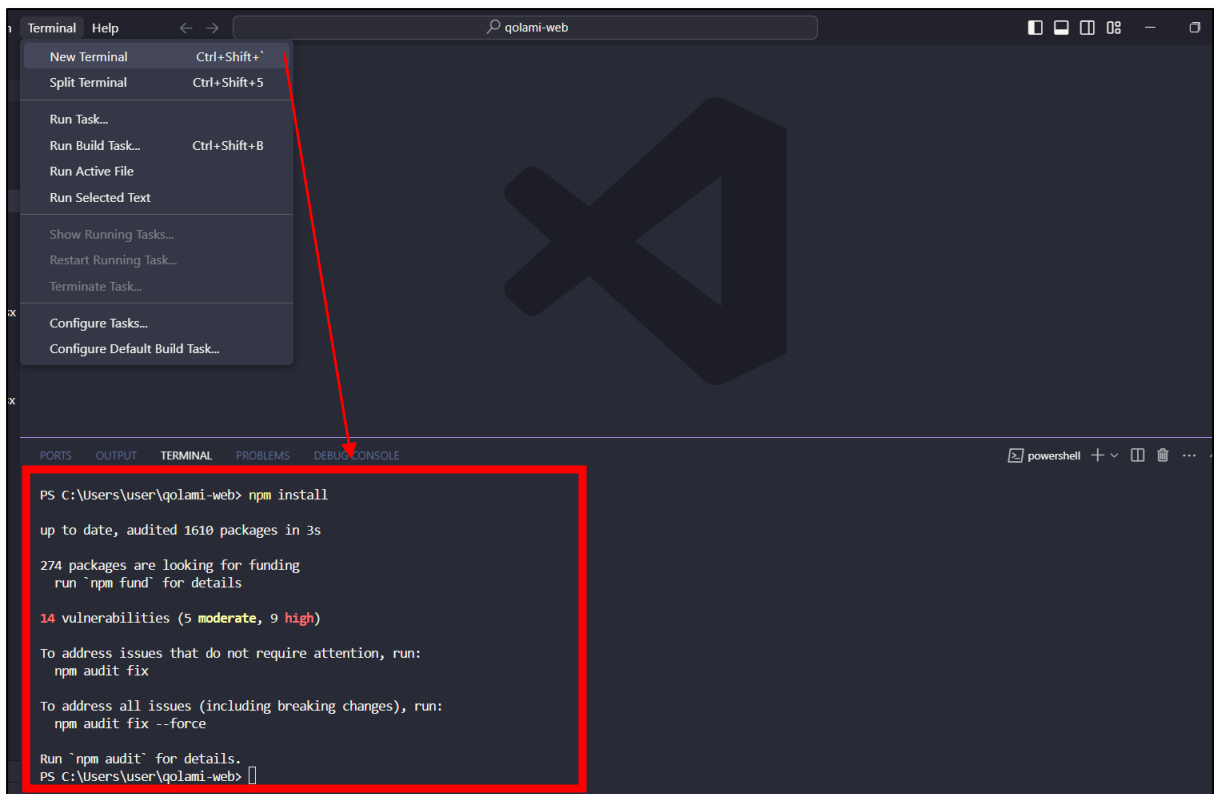 Terminal Help
qolami-web
New Terminal Ctrl+Shift+`
Split Terminal Ctrl+Shift+5
Run Task...
Run Build Task... Ctrl+Shift+B
Run Active File
Run Selected Text
Show Running Tasks...
Restart Running Task...
Terminate Task...
Configure Tasks...
Configure Default Build Task...
PORTS OUTPUT TERMINAL PROBLEMS DEBUG CONSOLE
powershell
PS C:\Users\user\qolami-web> npm install
up to date, audited 1610 packages in 3s
274 packages are looking for funding
run `npm fund` for details
14 vulnerabilities (5 moderate, 9 high)
To address issues that do not require attention, run:
npm audit fix
To address all issues (including breaking changes), run:
npm audit fix --force
Run `npm audit` for details.
PS C:\Users\user\qolami-web>